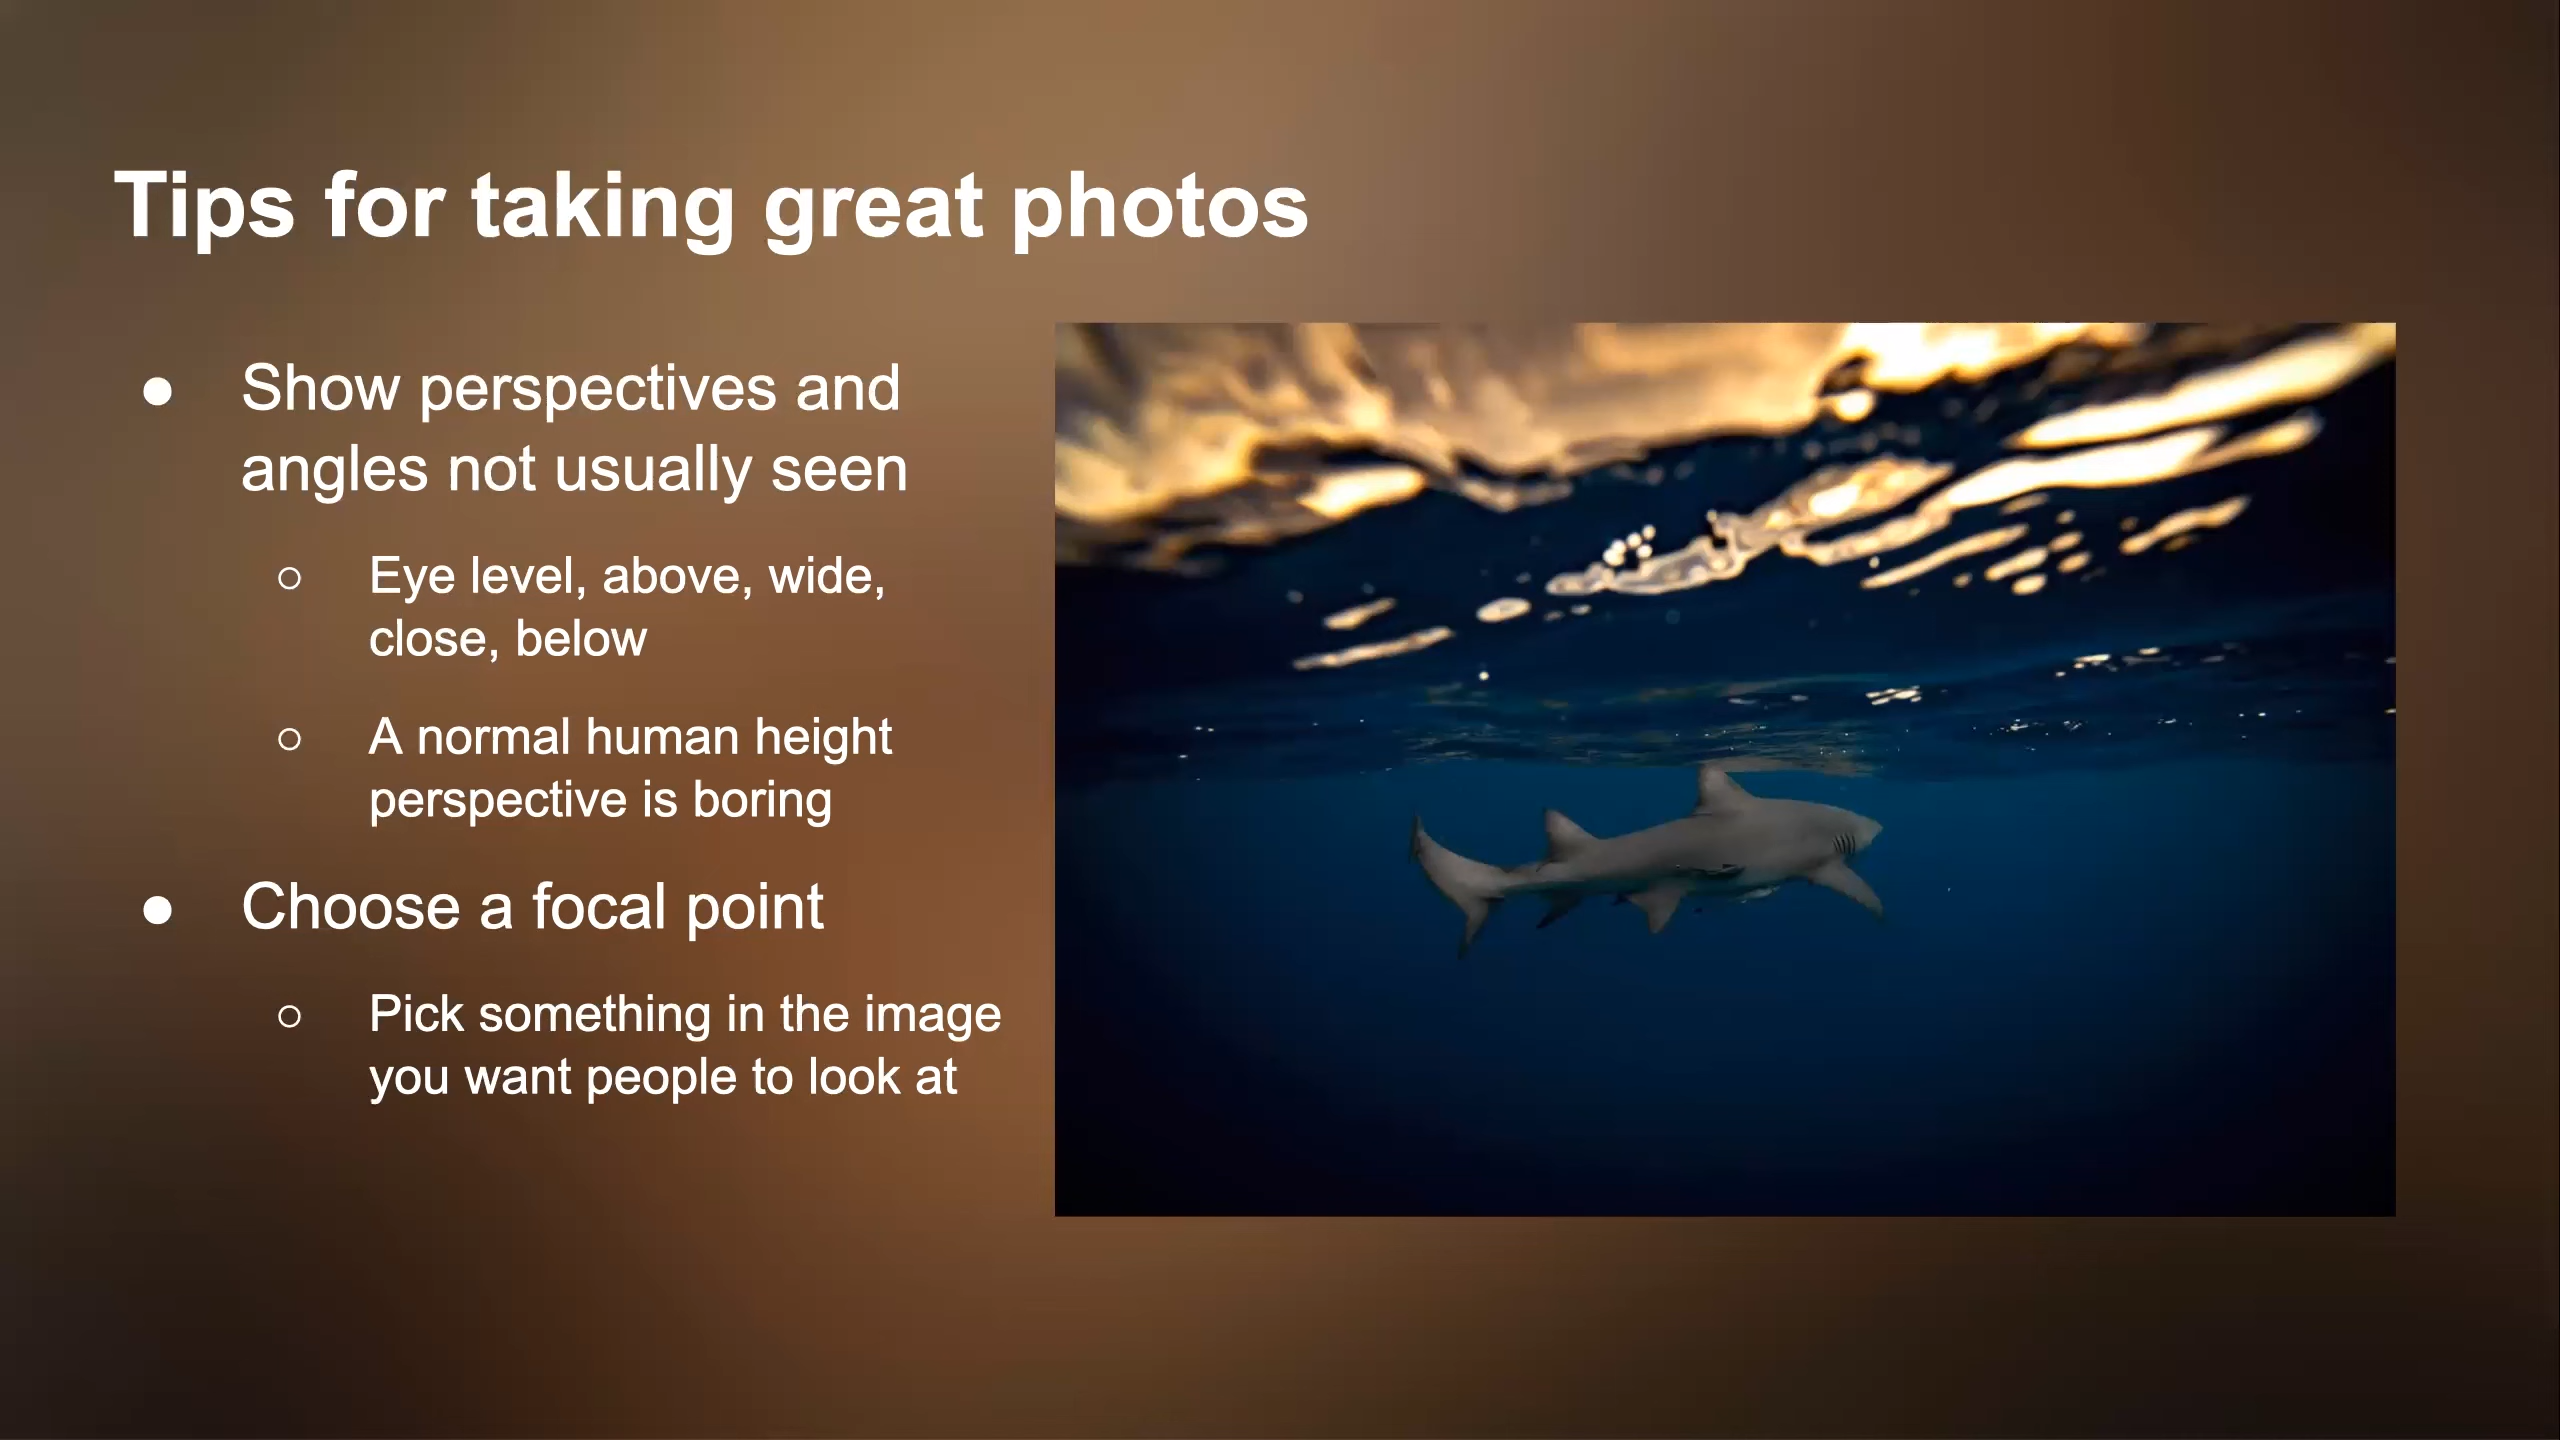 Tips for taking great photos
● Show perspectives and
angles not usually seen
○ Eye level, above, wide,
close, below
○ A normal human height
perspective is boring
● Choose a focal point
○ Pick something in the image
you want people to look at